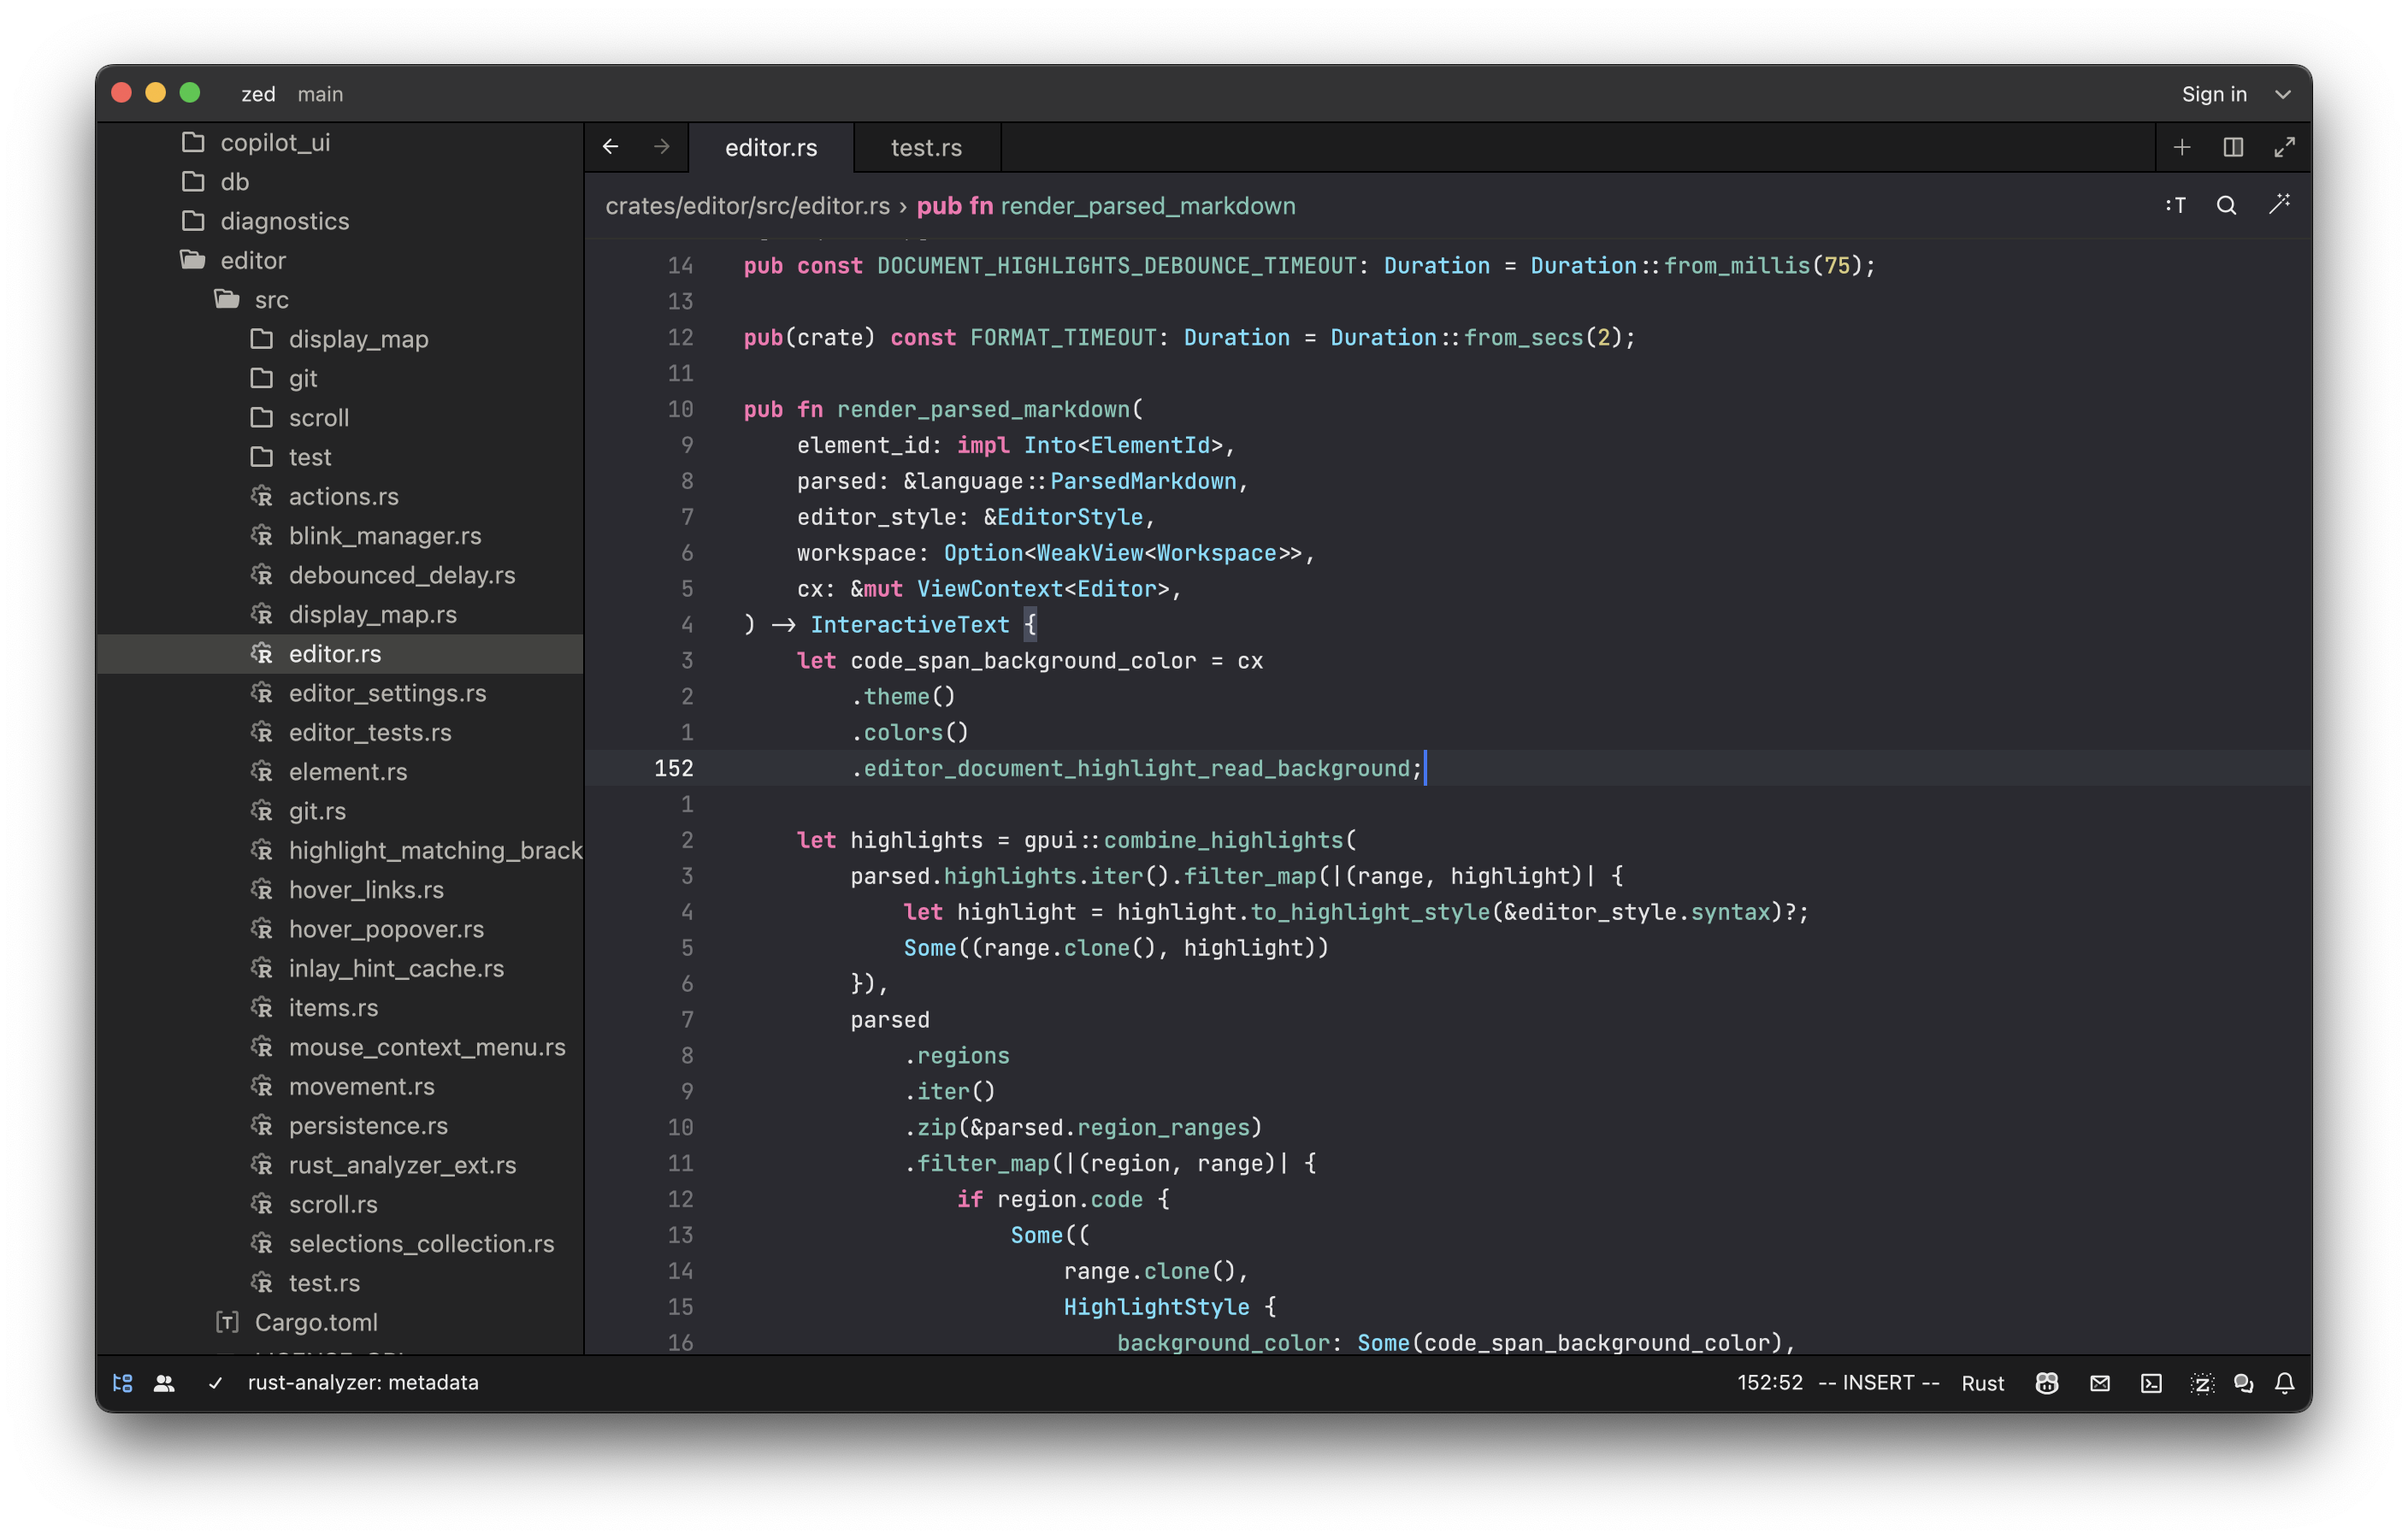 zed main
Sign in
copilot_ui
db
diagnostics
editor
src
display_map
git
scroll
test
actions.rs
blink_manager.rs
debounced_delay.rs
display_map.rs
editor.rs
editor_settings.rs
editor_tests.rs
element.rs
git.rs
highlight_matching_brack
hover_links.rs
hover_popover.rs
inlay_hint_cache.rs
items.rs
mouse_context_menu.rs
movement.rs
persistence.rs
rust_analyzer_ext.rs
scroll.rs
selections_collection.rs
test.rs
Cargo.toml
editor.rs test.rs
crates/editor/src/editor.rs › pub fn render_parsed_markdown
:T
14 pub const DOCUMENT_HIGHLIGHTS_DEBOUNCE_TIMEOUT: Duration = Duration::from_millis(75);
13
12 pub(crate) const FORMAT_TIMEOUT: Duration = Duration::from_secs(2);
11
10 pub fn render_parsed_markdown(
9     element_id: impl Into<ElementId>,
8     parsed: &language::ParsedMarkdown,
7     editor_style: &EditorStyle,
6     workspace: Option<WeakView<Workspace>>,
5     cx: &mut ViewContext<Editor>,
4 ) -> InteractiveText {
3     let code_span_background_color = cx
2         .theme()
1         .colors()
152         .editor_document_highlight_read_background;
1
2     let highlights = gpui::combine_highlights(
3         parsed.highlights.iter().filter_map(|(range, highlight)| {
4             let highlight = highlight.to_highlight_style(&editor_style.syntax)?;
5             Some((range.clone(), highlight))
6         }),
7         parsed
8             .regions
9             .iter()
10             .zip(&parsed.region_ranges)
11             .filter_map(|(region, range)| {
12                 if region.code {
13                     Some((
14                         range.clone(),
15                         HighlightStyle {
16                             background_color: Some(code_span_background_color),
rust-analyzer: metadata
152:52 -- INSERT -- Rust